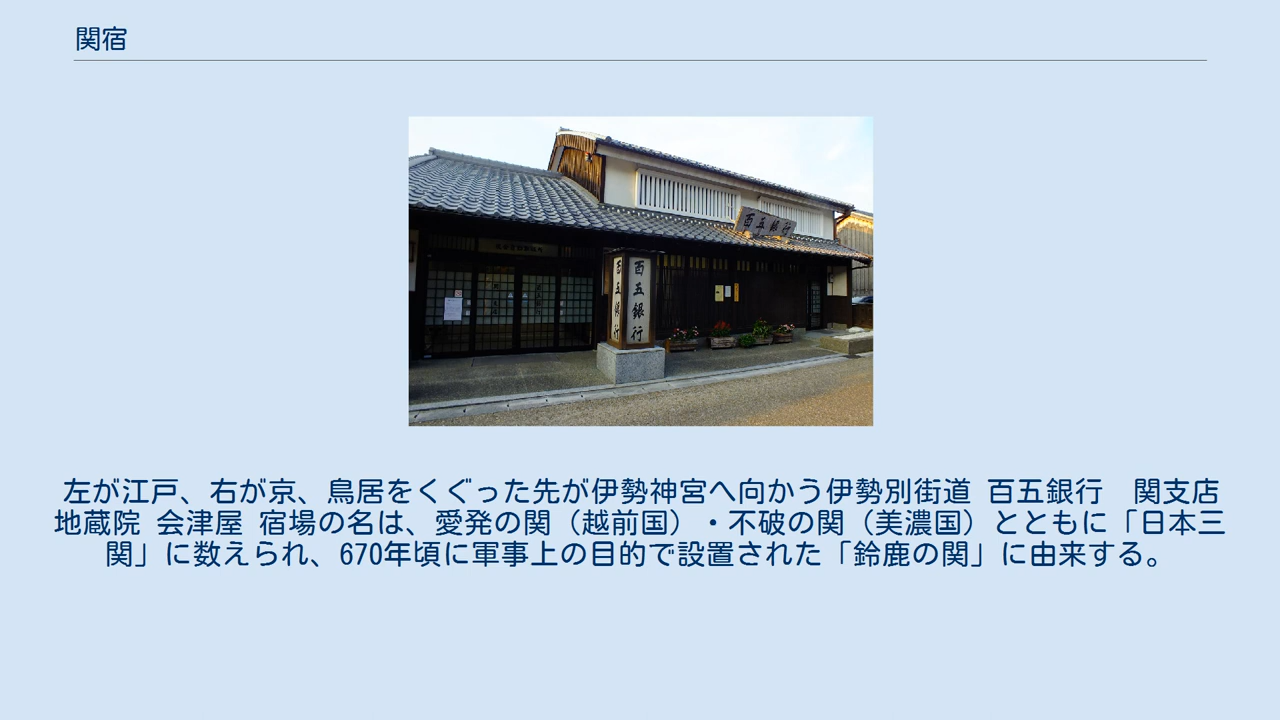 関宿
百五銀行
百五銀行
百五銀行
左が江戸、右が京、鳥居をくぐった先が伊勢神宮へ向かう伊勢別街道 百五銀行　関支店
地蔵院 会津屋 宿場の名は、愛発の関（越前国）・不破の関（美濃国）とともに「日本三
関」に数えられ、670年頃に軍事上の目的で設置された「鈴鹿の関」に由来する。